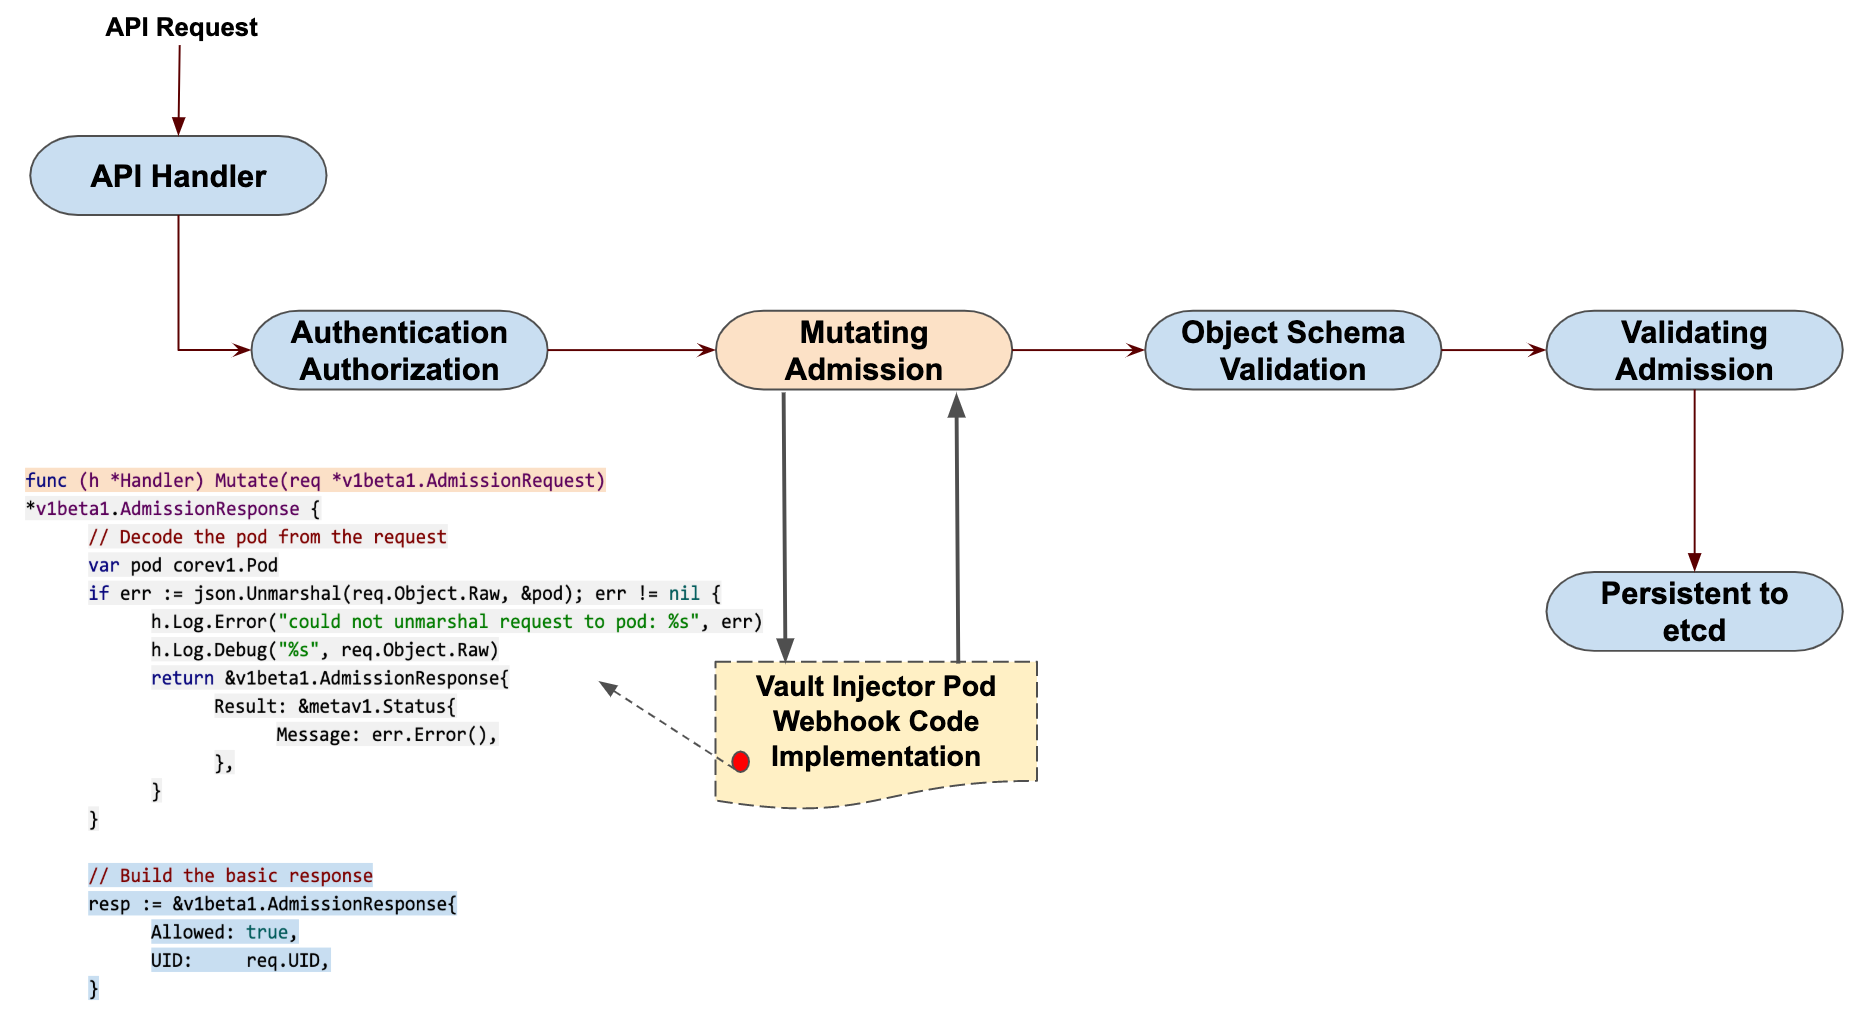 API Request
API Handler
Authentication
Authorization
Mutating
Admission
Object Schema
Validation
Validating
Admission
Persistent to
etcd
Vault Injector Pod
Webhook Code
Implementation
func (h *Handler) Mutate(req *v1beta1.AdmissionRequest)
*v1beta1.AdmissionResponse {
// Decode the pod from the request
var pod corev1.Pod
if err := json.Unmarshal(req.Object.Raw, &pod); err != nil {
h.Log.Error("could not unmarshal request to pod: %s", err)
h.Log.Debug("%s", req.Object.Raw)
return &v1beta1.AdmissionResponse{
Result: &metav1.Status{
Message: err.Error(),
},
}
}
// Build the basic response
resp := &v1beta1.AdmissionResponse{
Allowed: true,
UID:     req.UID,
}